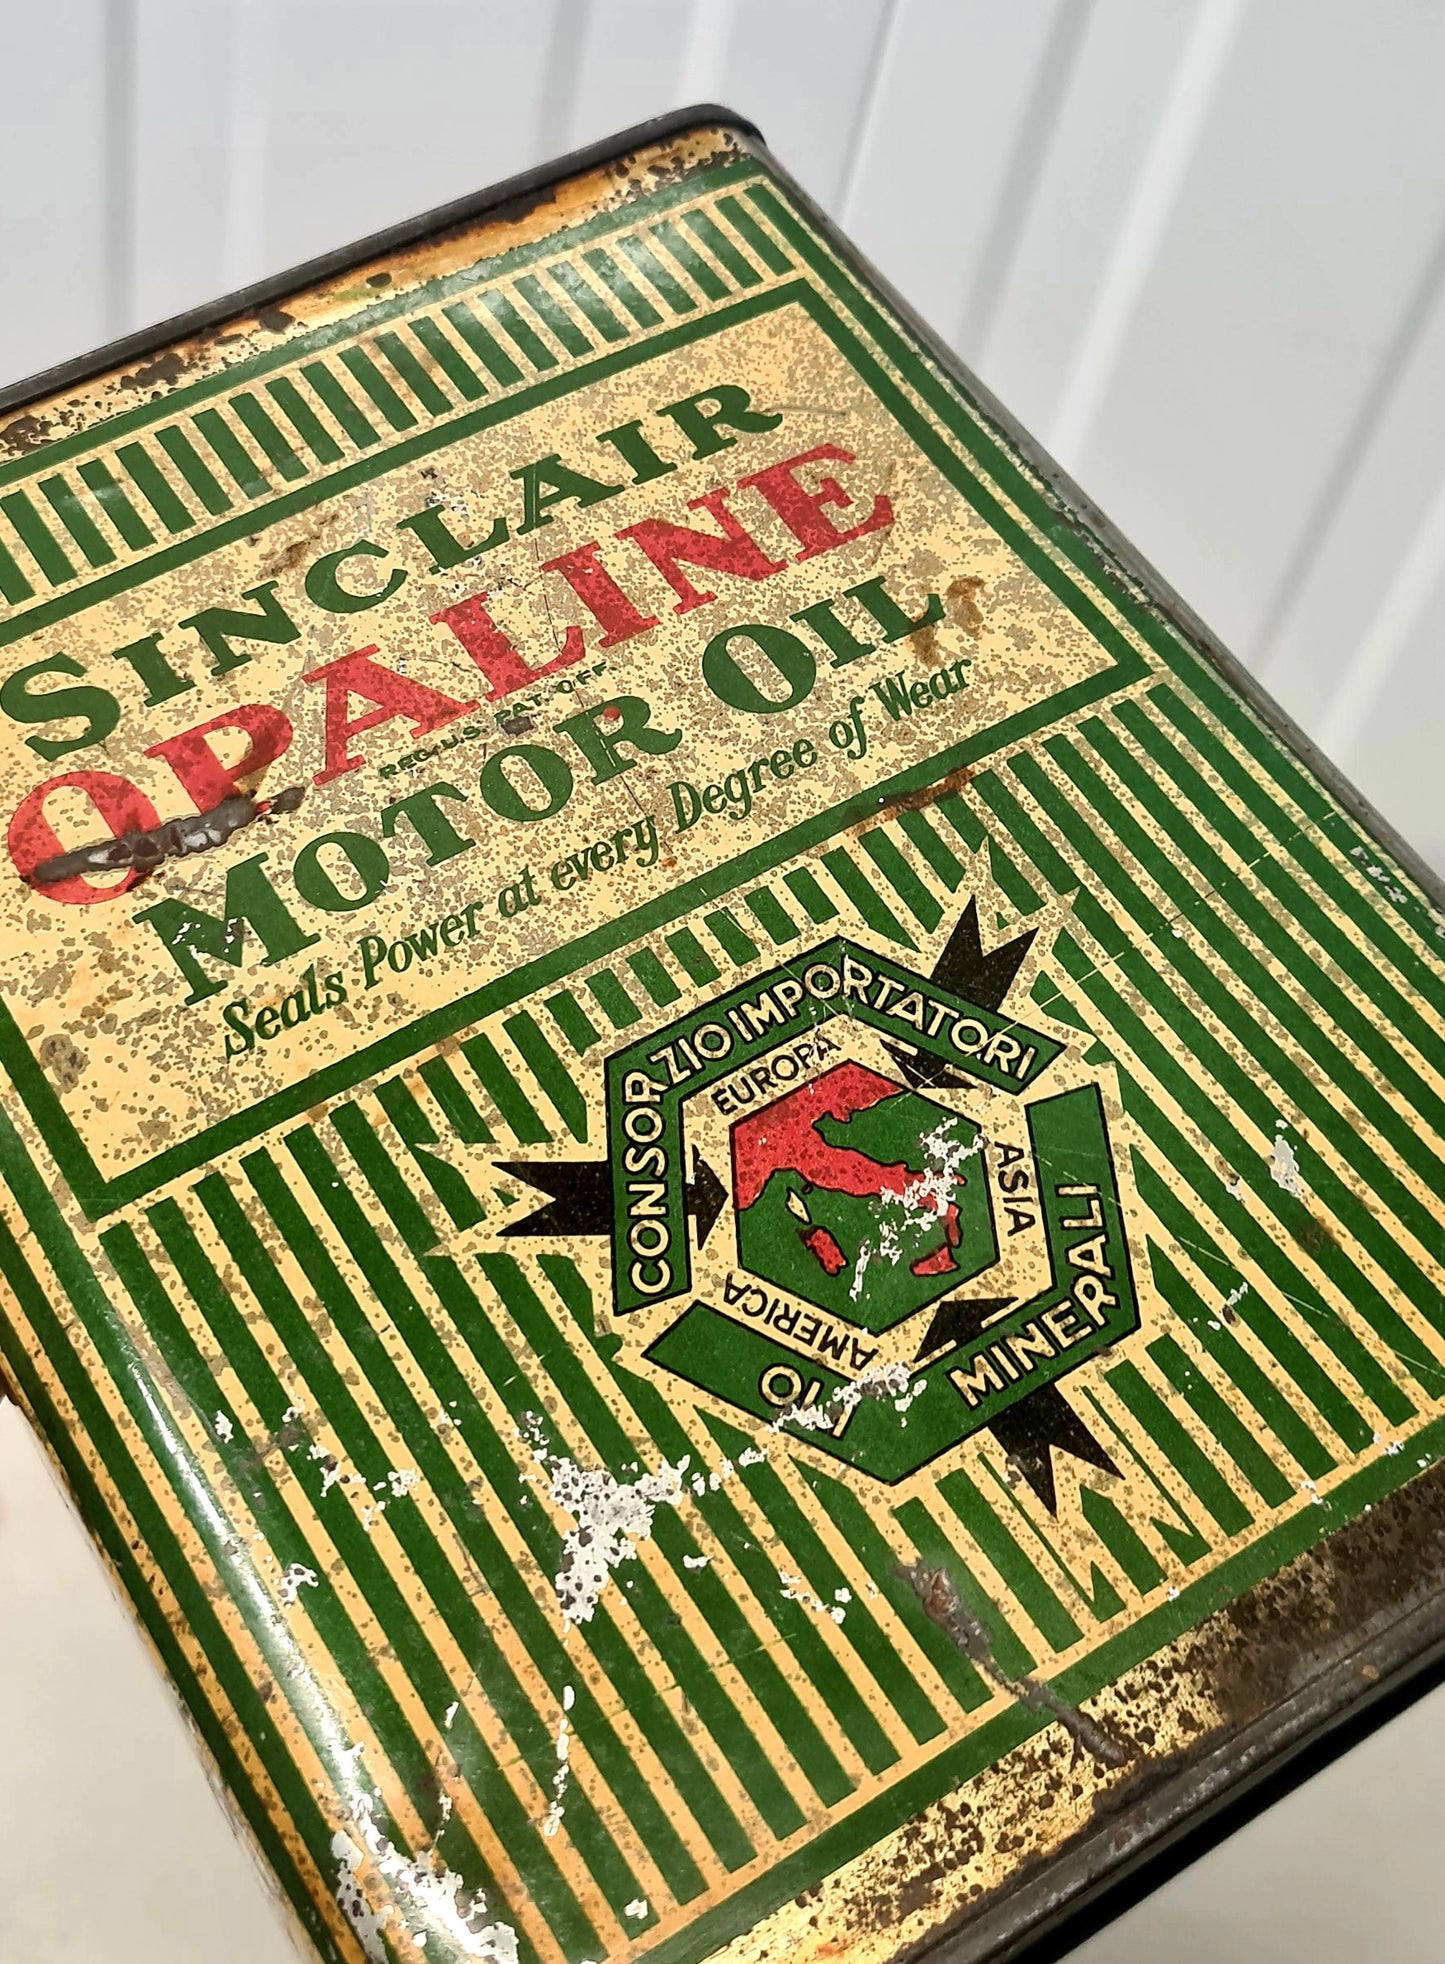 SINCLAIR
OPALINE
REG. U.S. PAT. OFF
MOTOR OIL
Seals Power at every Degree of Wear
CONSORZIO IMPORTATORI
EUROPA
ASIA
AMERICA
MINERALI